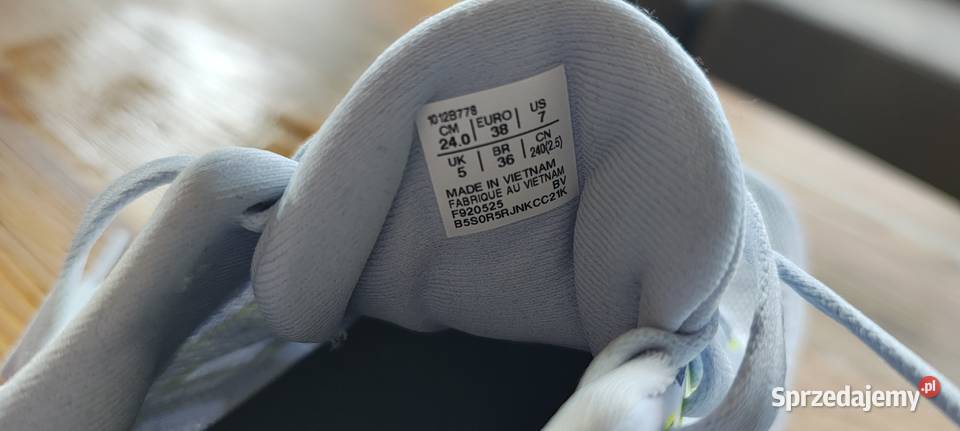 1012B778
CM | EURO | US
24.0 | 38 | 7
UK | BR | CN
5 | 36 | 240(2.5)
MADE IN VIETNAM
FABRIQUE AU VIETNAM
F920525 BV
B5S0R5RJNKCC21K
Sprzedajemy.pl